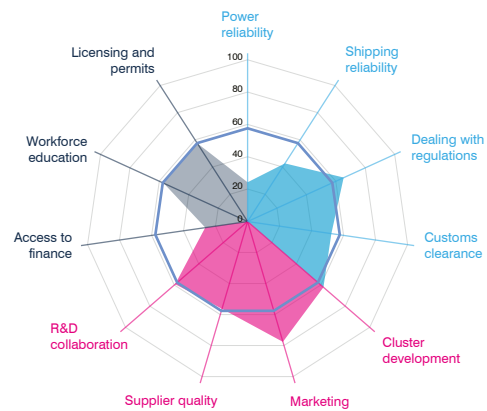 Power
reliability
Shipping
reliability
Dealing with
regulations
Customs
clearance
Cluster
development
Marketing
Supplier quality
R&D
collaboration
Access to
finance
Workforce
education
Licensing and
permits
100
80
60
40
20
0